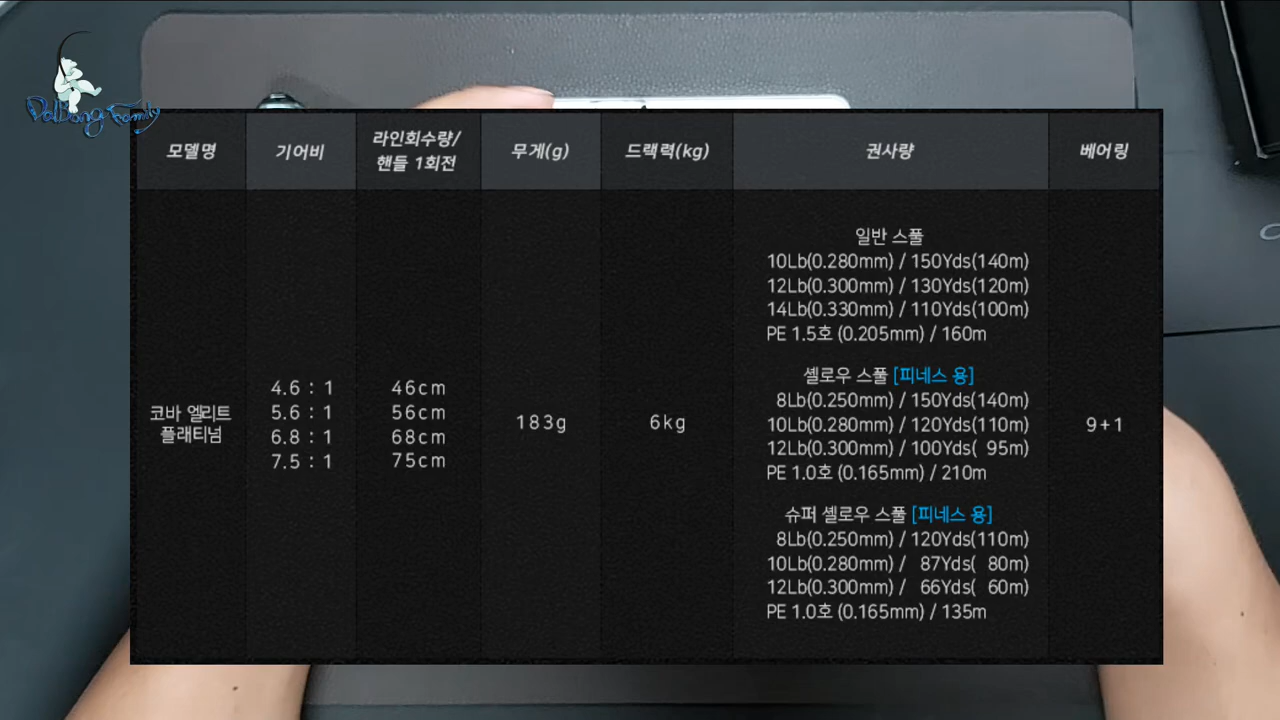 DalBong Family
모델명
기어비
라인회수량/
핸들 1회전
무게(g)
드랙력(kg)
권사량
베어링
코바 엘리트
플래티넘
4.6 : 1
5.6 : 1
6.8 : 1
7.5 : 1
46cm
56cm
68cm
75cm
183g
6kg
일반 스풀
10Lb(0.280mm) / 150Yds(140m)
12Lb(0.300mm) / 130Yds(120m)
14Lb(0.330mm) / 110Yds(100m)
PE 1.5호 (0.205mm) / 160m
셸로우 스풀 [피네스 용]
8Lb(0.250mm) / 150Yds(140m)
10Lb(0.280mm) / 120Yds(110m)
12Lb(0.300mm) / 100Yds( 95m)
PE 1.0호 (0.165mm) / 210m
슈퍼 셸로우 스풀 [피네스 용]
8Lb(0.250mm) / 120Yds(110m)
10Lb(0.280mm) / 87Yds( 80m)
12Lb(0.300mm) / 66Yds( 60m)
PE 1.0호 (0.165mm) / 135m
9+1